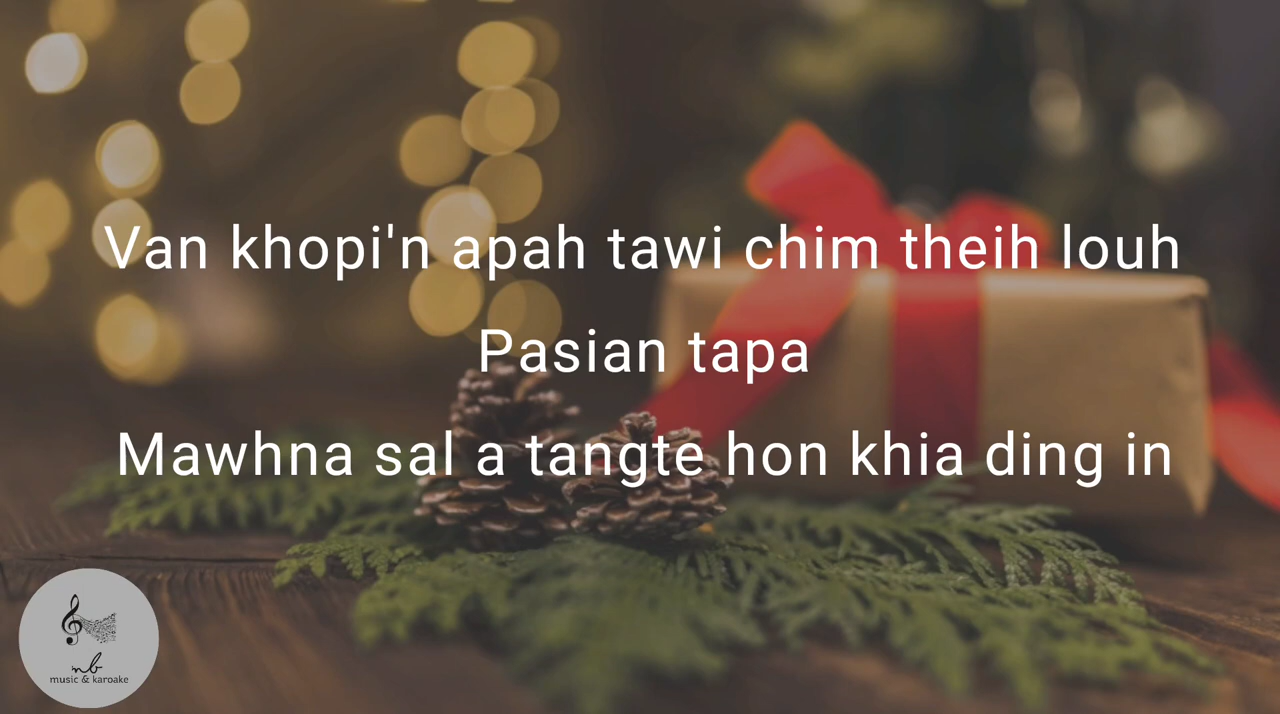 Van khopi'n apah tawi chim theih louh
Pasian tapa
Mawhna sal a tangte hon khia ding in
nb
music & karoake